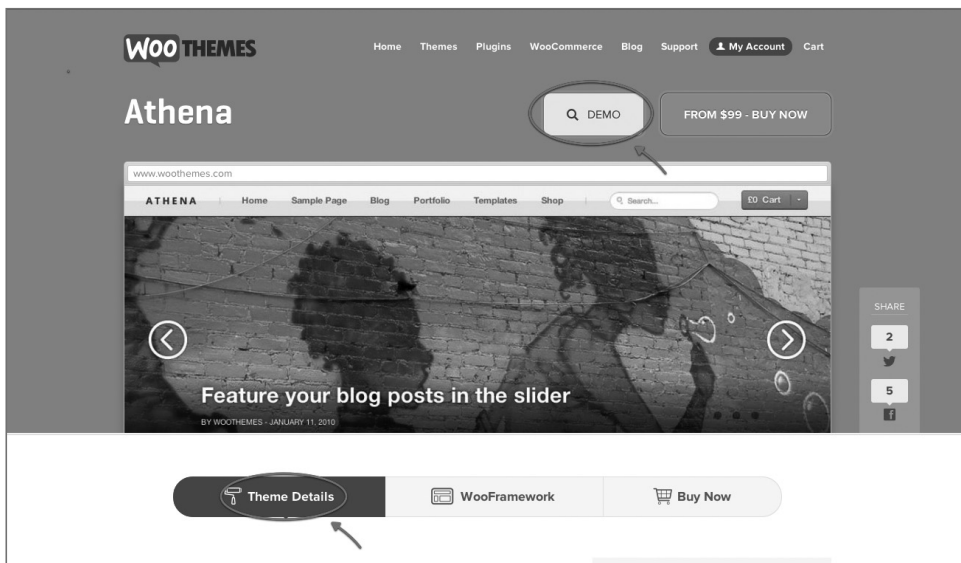 WOO THEMES
Home Themes Plugins WooCommerce Blog Support My Account Cart
Athena
DEMO
FROM $99 - BUY NOW
www.woothemes.com
ATHENA Home Sample Page Blog Portfolio Templates Shop Search... £0 Cart
SHARE
2
5
Feature your blog posts in the slider
BY WOOTHEMES - JANUARY 11, 2010
Theme Details
WooFramework
Buy Now